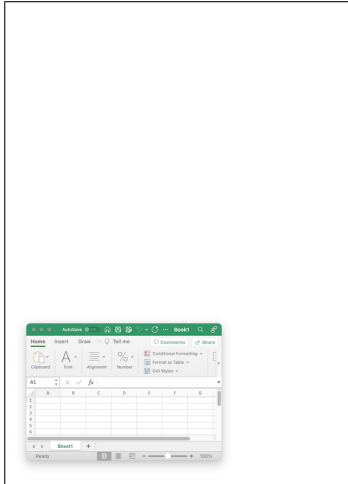 AutoSave Book1
Home Insert Draw Tell me Comments Share
Clipboard Font Alignment Number
Conditional Formatting
Format as Table
Cell Styles
A1 fx
A B C D E F G
1
2
3
4
5
6
Sheet1 +
Ready 100%